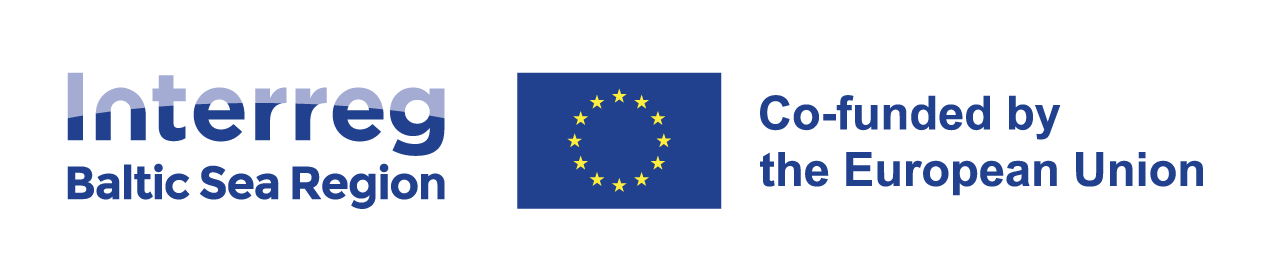 Interreg
Baltic Sea Region
Co-funded by
the European Union